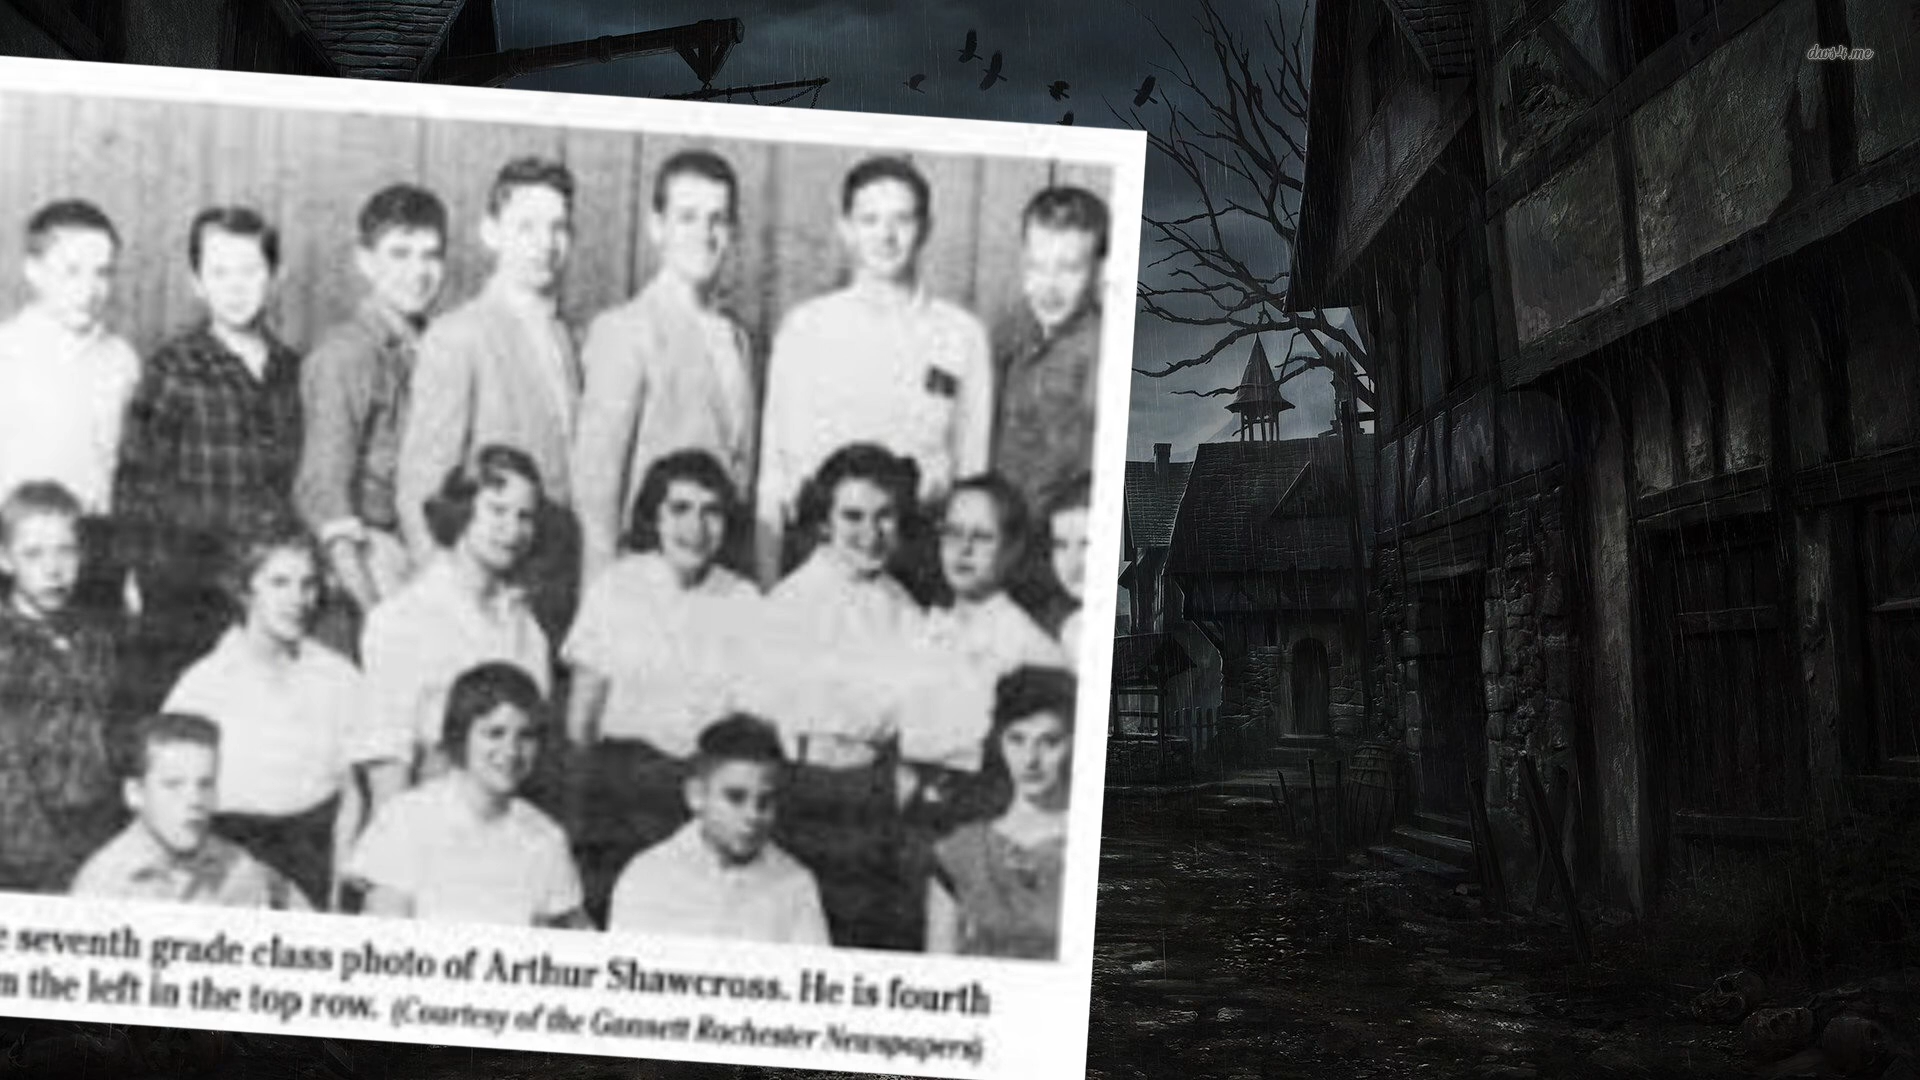 dws4.me
e seventh grade class photo of Arthur Shawcross. He is fourth
m the left in the top row. (Courtesy of the Gannett Rochester Newspapers)